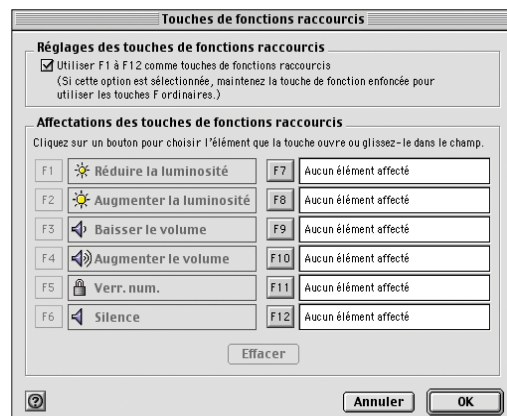 Touches de fonctions raccourcis
Réglages des touches de fonctions raccourcis
Utiliser F1 à F12 comme touches de fonctions raccourcis
(Si cette option est sélectionnée, maintenez la touche de fonction enfoncée pour
utiliser les touches F ordinaires.)
Affectations des touches de fonctions raccourcis
Cliquez sur un bouton pour choisir l'élément que la touche ouvre ou glissez-le dans le champ.
F1 Réduire la luminosité F7 Aucun élément affecté
F2 Augmenter la luminosité F8 Aucun élément affecté
F3 Baisser le volume F9 Aucun élément affecté
F4 Augmenter le volume F10 Aucun élément affecté
F5 Verr. num. F11 Aucun élément affecté
F6 Silence F12 Aucun élément affecté
Effacer
? Annuler OK